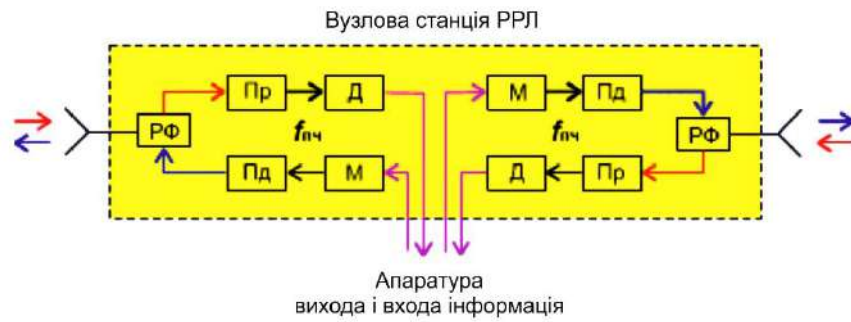 Вузлова станція РРЛ
Пр Д М Пд
РФ fпч fпч РФ
Пд М Д Пр
Апаратура
вихода і входа інформація